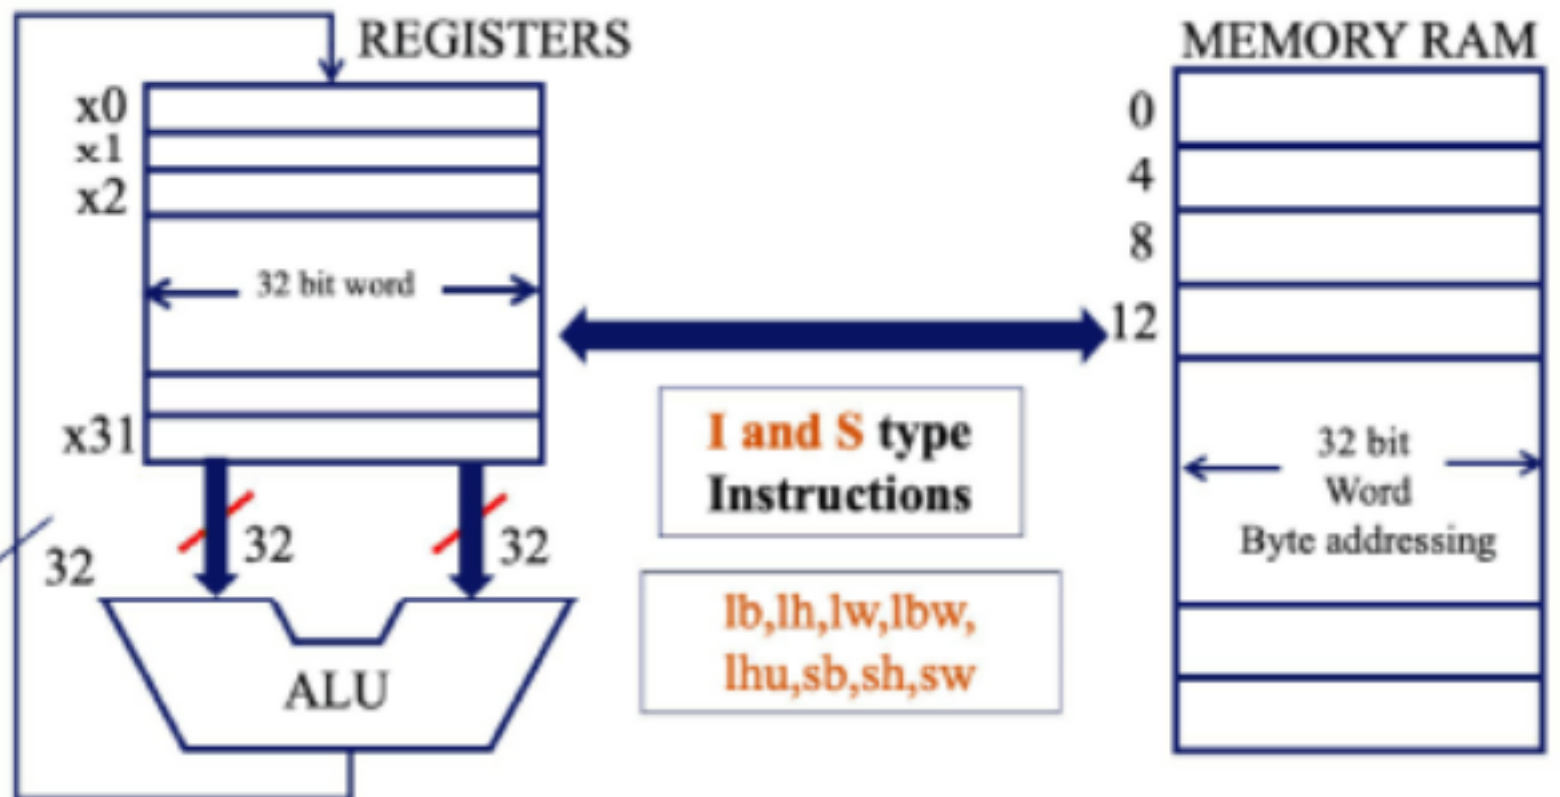 REGISTERS
x0
x1
x2
32 bit word
x31
32
32
32
ALU
I and S type
Instructions
lb,lh,lw,lbw,
lhu,sb,sh,sw
MEMORY RAM
0
4
8
12
32 bit
Word
Byte addressing